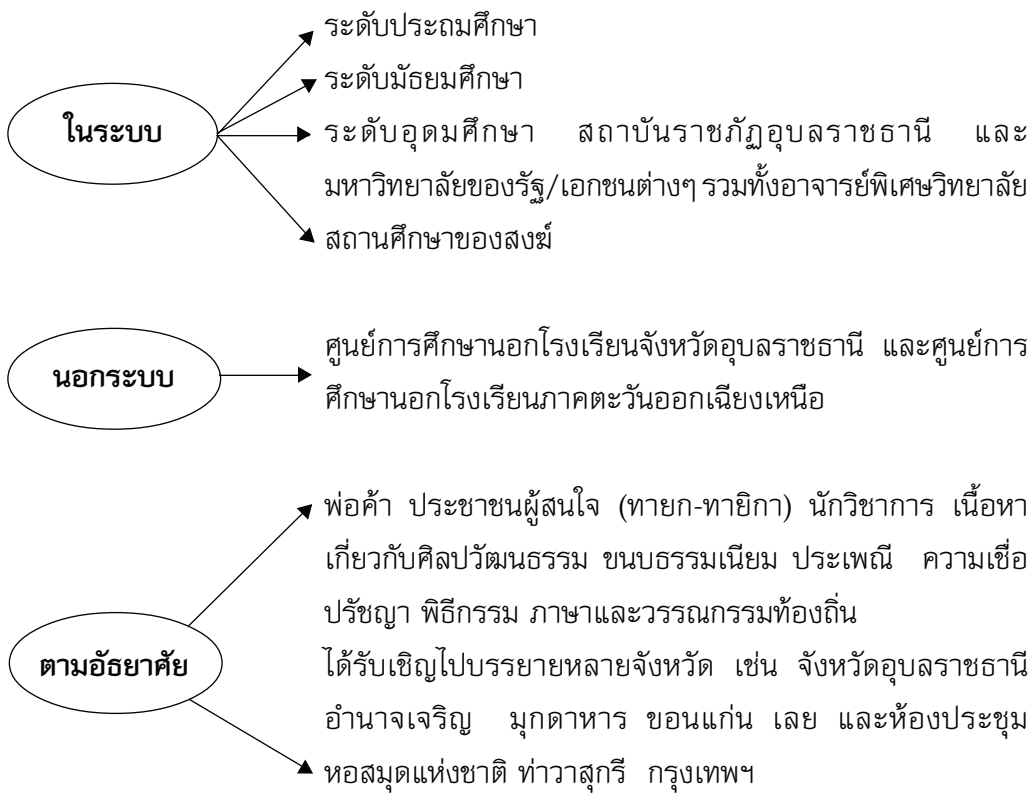 ระดับประถมศึกษา
ระดับมัธยมศึกษา
ในระบบ
ระดับอุดมศึกษา สถาบันราชภัฏอุบลราชธานี และ
มหาวิทยาลัยของรัฐ/เอกชนต่างๆ รวมทั้งอาจารย์พิเศษวิทยาลัย
สถานศึกษาของสงฆ์
นอกระบบ
ศูนย์การศึกษานอกโรงเรียนจังหวัดอุบลราชธานี และศูนย์การ
ศึกษานอกโรงเรียนภาคตะวันออกเฉียงเหนือ
พ่อค้า ประชาชนผู้สนใจ (ทายก-ทายิกา) นักวิชาการ เนื้อหา
เกี่ยวกับศิลปวัฒนธรรม ขนบธรรมเนียม ประเพณี ความเชื่อ
ปรัชญา พิธีกรรม ภาษาและวรรณกรรมท้องถิ่น
ตามอัธยาศัย
ได้รับเชิญไปบรรยายหลายจังหวัด เช่น จังหวัดอุบลราชธานี
อำนาจเจริญ มุกดาหาร ขอนแก่น เลย และห้องประชุม
หอสมุดแห่งชาติ ท่าวาสุกรี กรุงเทพฯ